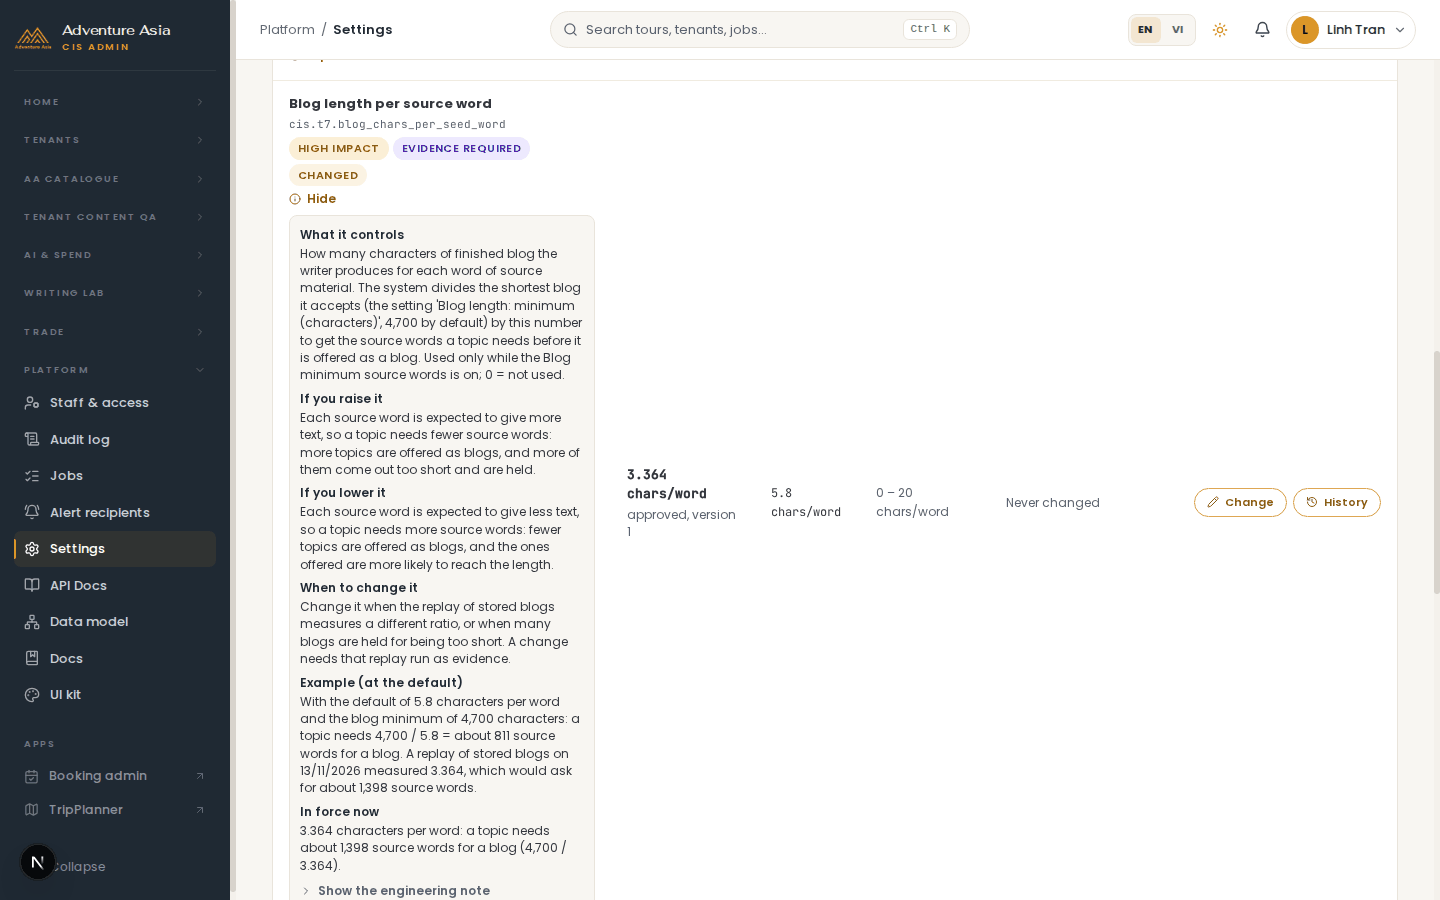 Adventure Asia
CIS ADMIN
HOME
TENANTS
AA CATALOGUE
TENANT CONTENT QA
AI & SPEND
WRITING LAB
TRADE
PLATFORM
Staff & access
Audit log
Jobs
Alert recipients
Settings
API Docs
Data model
Docs
UI kit
APPS
Booking admin
TripPlanner
N
Collapse
Platform / Settings
Search tours, tenants, jobs...
Ctrl K
EN VI
L
Linh Tran
Blog length per source word
cis.t7.blog_chars_per_seed_word
HIGH IMPACT EVIDENCE REQUIRED
CHANGED
Hide
What it controls
How many characters of finished blog the
writer produces for each word of source
material. The system divides the shortest blog
it accepts (the setting 'Blog length: minimum
(characters)', 4,700 by default) by this number
to get the source words a topic needs before it
is offered as a blog. Used only while the Blog
minimum source words is on; 0 = not used.
If you raise it
Each source word is expected to give more
text, so a topic needs fewer source words:
more topics are offered as blogs, and more of
them come out too short and are held.
If you lower it
Each source word is expected to give less text,
so a topic needs more source words: fewer
topics are offered as blogs, and the ones
offered are more likely to reach the length.
When to change it
Change it when the replay of stored blogs
measures a different ratio, or when many
blogs are held for being too short. A change
needs that replay run as evidence.
Example (at the default)
With the default of 5.8 characters per word
and the blog minimum of 4,700 characters: a
topic needs 4,700 / 5.8 = about 811 source
words for a blog. A replay of stored blogs on
13/11/2026 measured 3.364, which would ask
for about 1,398 source words.
In force now
3.364 characters per word: a topic needs
about 1,398 source words for a blog (4,700 /
3.364).
Show the engineering note
3.364
chars/word
approved, version
1
5.8
chars/word
0 – 20
chars/word
Never changed
Change
History